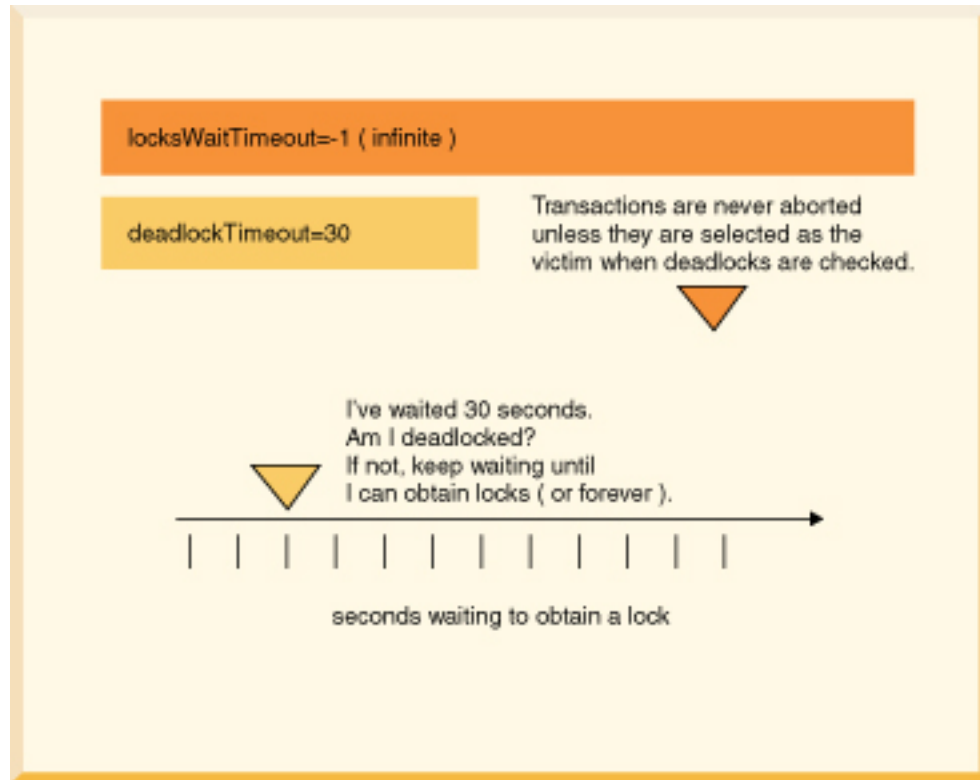 locksWaitTimeout=-1 ( infinite )
deadlockTimeout=30
Transactions are never aborted
unless they are selected as the
victim when deadlocks are checked.
I've waited 30 seconds.
Am I deadlocked?
If not, keep waiting until
I can obtain locks ( or forever ).
seconds waiting to obtain a lock